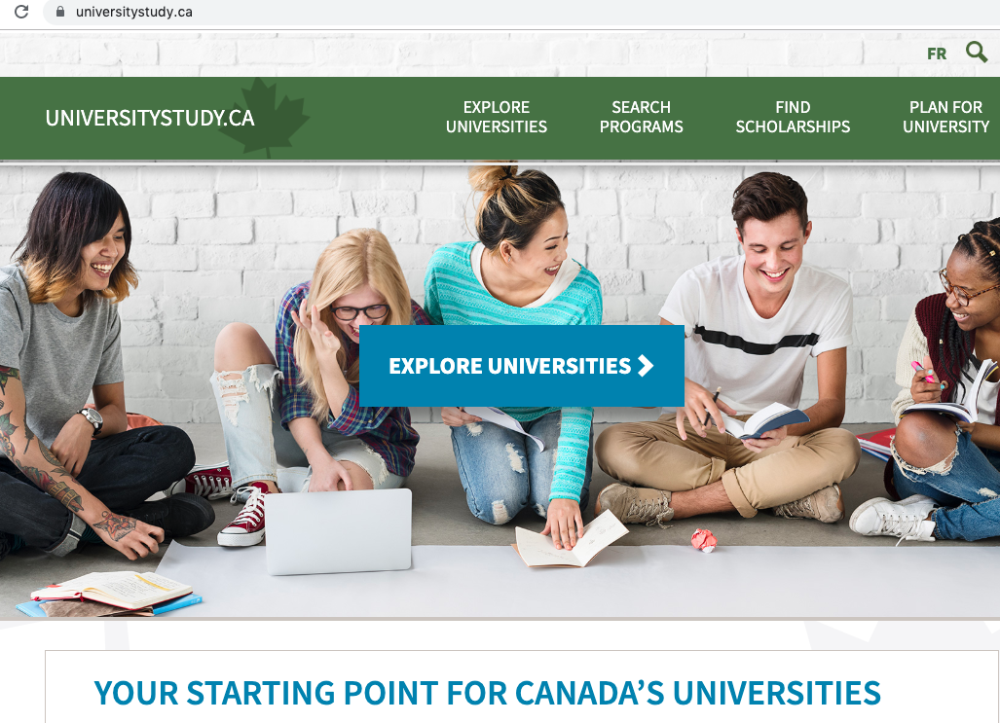 universitystudy.ca
FR
UNIVERSITYSTUDY.CA
EXPLORE
UNIVERSITIES
SEARCH
PROGRAMS
FIND
SCHOLARSHIPS
PLAN FOR
UNIVERSITY
EXPLORE UNIVERSITIES
YOUR STARTING POINT FOR CANADA'S UNIVERSITIES